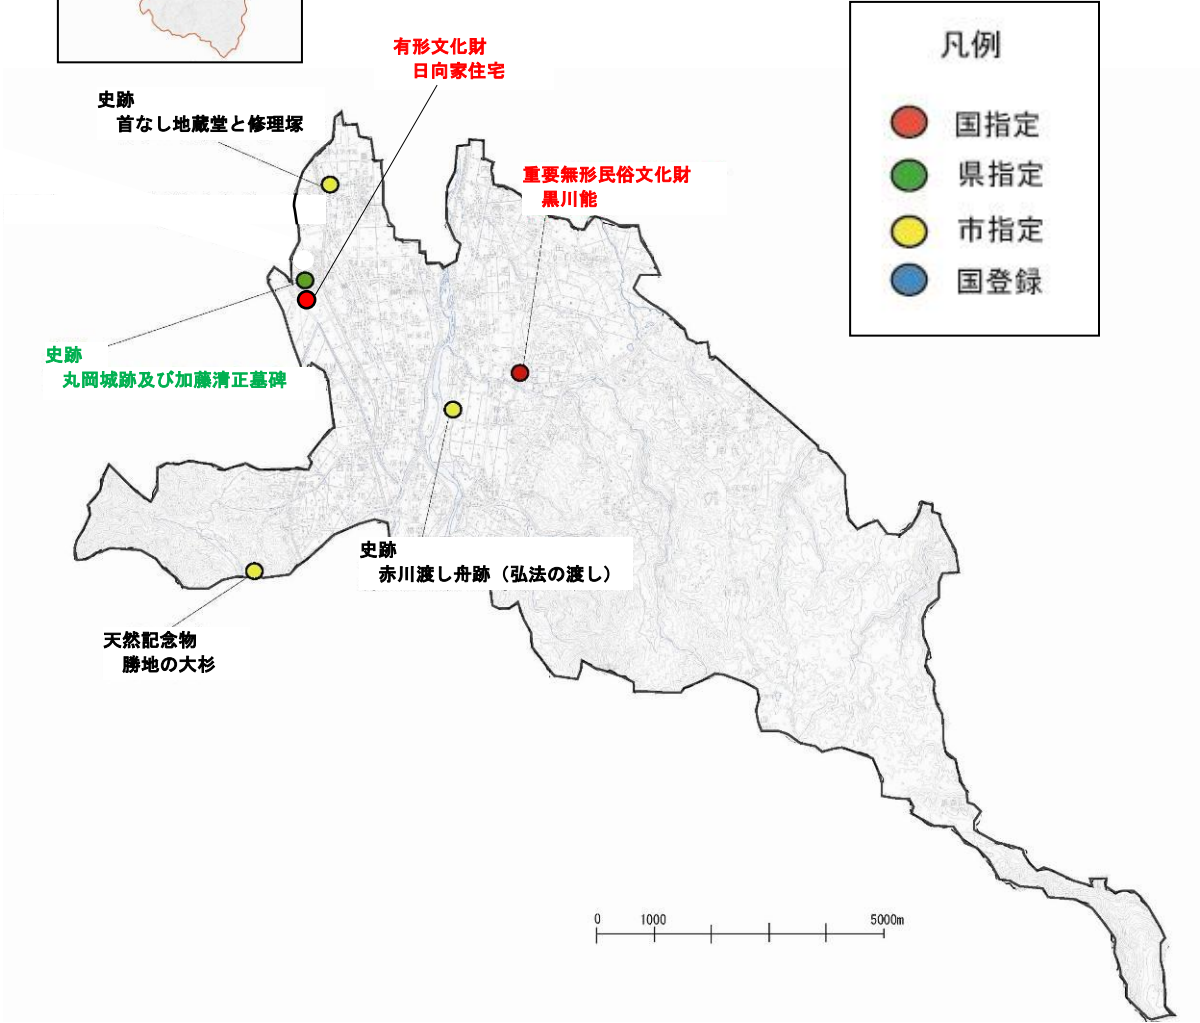 有形文化財
日向家住宅
史跡
首なし地蔵堂と修理塚
重要無形民俗文化財
黒川能
史跡
丸岡城跡及び加藤清正墓碑
史跡
赤川渡し舟跡（弘法の渡し）
天然記念物
勝地の大杉
凡例
国指定
県指定
市指定
国登録
0 1000 5000m